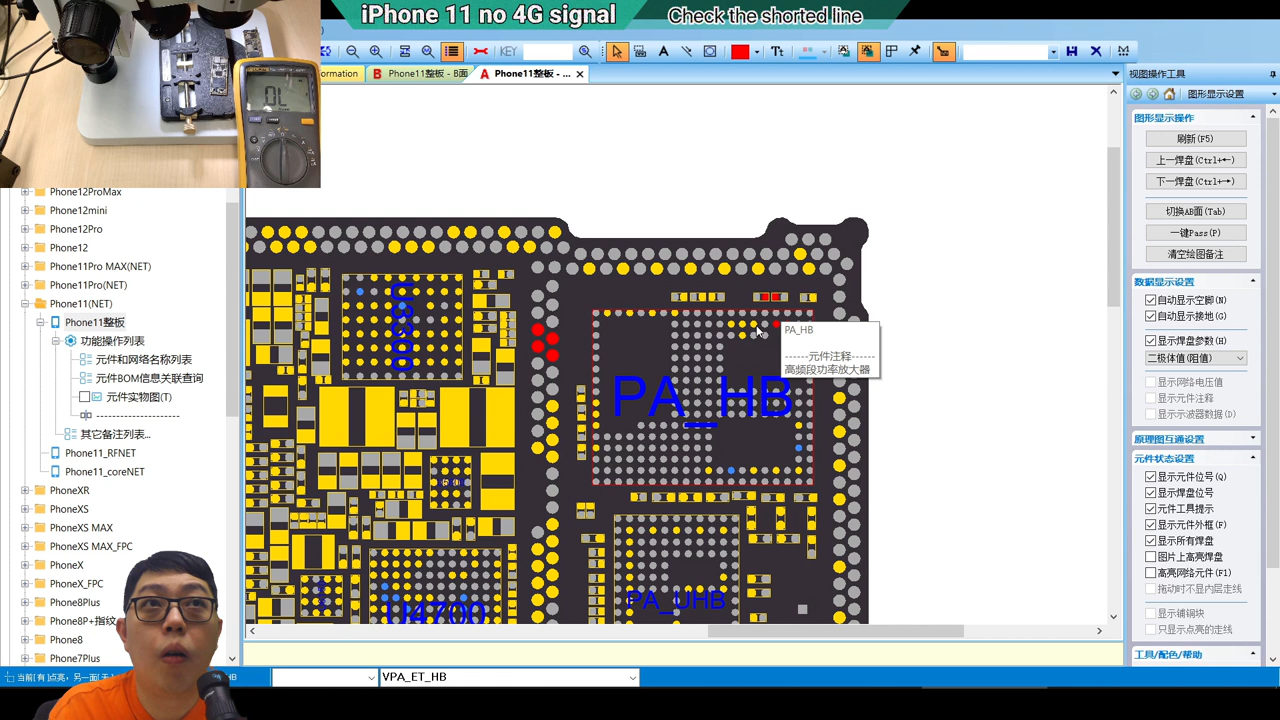 iPhone 11 no 4G signal
Check the shorted line
KEY
ormation
B Phone11整板 - B面
A Phone11整板 - ...
OL
Phone12ProMax
Phone12mini
Phone12Pro
Phone12
Phone11Pro MAX(NET)
Phone11Pro(NET)
Phone11(NET)
Phone11整板
功能操作列表
元件和网络名称列表
元件BOM信息关联查询
元件实物图(T)
其它备注列表...
Phone11_RFNET
Phone11_coreNET
PhoneXR
PhoneXS
PhoneXS MAX
PhoneXS MAX_FPC
PhoneX
PhoneX_FPC
Phone8Plus
Phone8P+指纹
Phone8
Phone7Plus
U3300
PA_HB
PA_HB
------元件注释------
高频段功率放大器
U4700
PA_UHB
视图操作工具
图形显示设置
图形显示操作
刷新(F5)
上一焊盘(Ctrl+←)
下一焊盘(Ctrl+→)
切换AB面(Tab)
一键Pass(P)
清空绘图备注
数据显示设置
自动显示空脚(N)
自动显示接地(G)
显示焊盘参数(H)
二极体值(阻值)
显示网络电压值
显示元件注释
显示示波器数据(D)
原理图互通设置
元件状态设置
显示元件位号(Q)
显示焊盘位号
元件工具提示
显示元件外框(F)
显示所有焊盘
图片上高亮焊盘
高亮网络元件(F1)
拖动时不显内层走线
显示铺铜块
只显示点亮的走线
工具/配色/帮助
当前[有]点亮，另一面[无]
HB
VPA_ET_HB